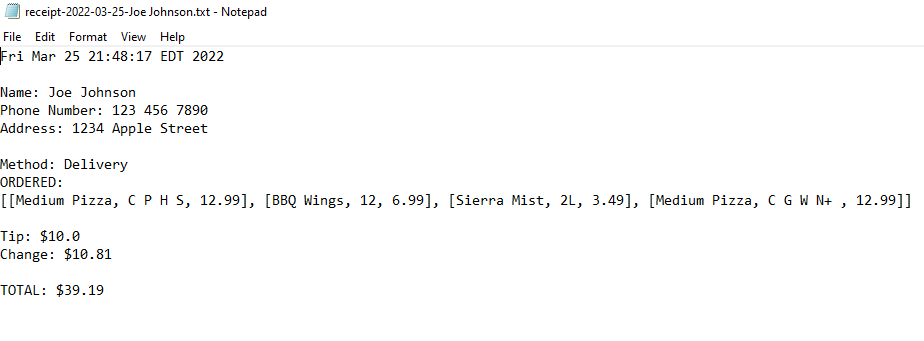 receipt-2022-03-25-Joe Johnson.txt - Notepad
File Edit Format View Help
Fri Mar 25 21:48:17 EDT 2022
Name: Joe Johnson
Phone Number: 123 456 7890
Address: 1234 Apple Street
Method: Delivery
ORDERED:
[[Medium Pizza, C P H S, 12.99], [BBQ Wings, 12, 6.99], [Sierra Mist, 2L, 3.49], [Medium Pizza, C G W N+ , 12.99]]
Tip: $10.0
Change: $10.81
TOTAL: $39.19